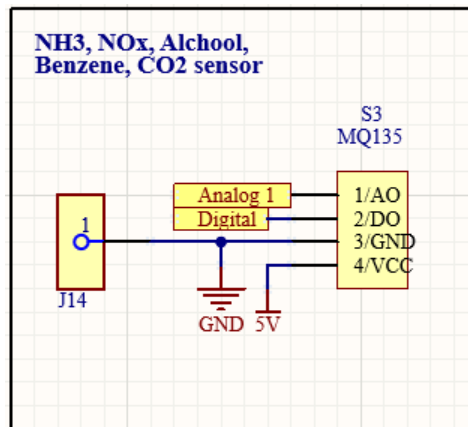 NH3, NOx, Alchool,
Benzene, CO2 sensor
S3
MQ135
Analog 1
1/AO
Digital
2/DO
1
3/GND
4/VCC
J14
GND
5V